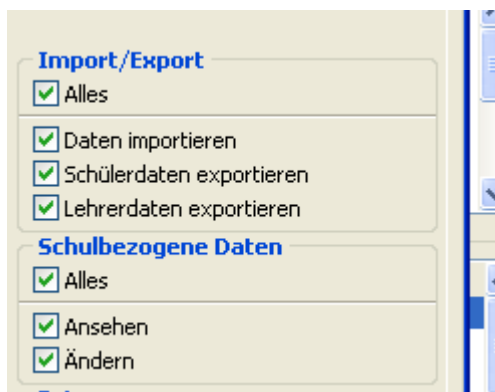 Import/Export
Alles
Daten importieren
Schülerdaten exportieren
Lehrerdaten exportieren
Schulbezogene Daten
Alles
Ansehen
Ändern